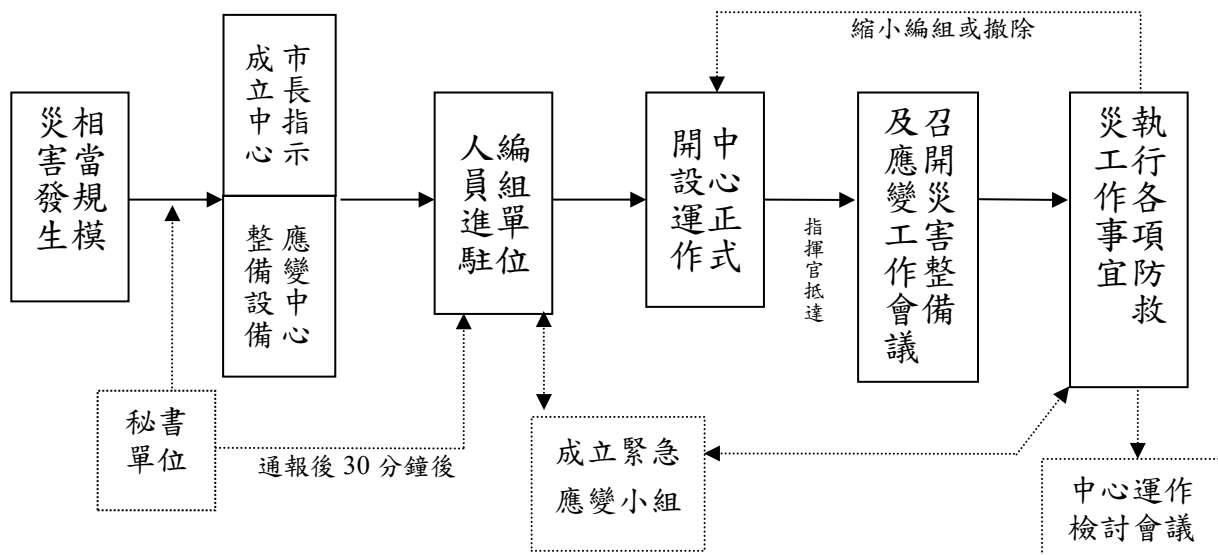 縮小編組或撤除
相當規模
災害發生
市長指示
成立中心
應變中心
整備設備
編組單位
人員進駐
中心正式
開設運作
指揮官抵達
召開災害整備
及應變工作會議
執行各項防救
災工作事宜
秘書
單位
通報後 30 分鐘後
成立緊急
應變小組
中心運作
檢討會議